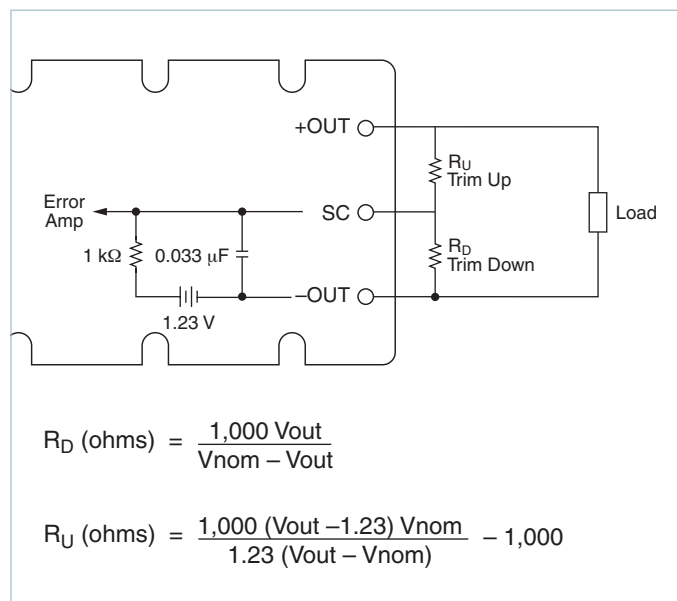 +OUT
RU
Trim Up
Error
Amp
SC
Load
1 kΩ
0.033 μF
RD
Trim Down
–OUT
1.23 V
RD (ohms) = 1,000 Vout / Vnom – Vout
RU (ohms) = 1,000 (Vout –1.23) Vnom / 1.23 (Vout – Vnom) – 1,000